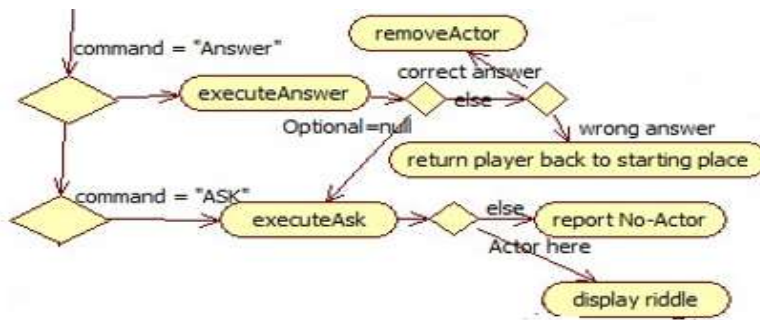 removeActor
command = "Answer"
correct answer
executeAnswer
else
Optional=null
wrong answer
return player back to starting place
command = "ASK"
else
executeAsk
report No-Actor
Actor here
display riddle